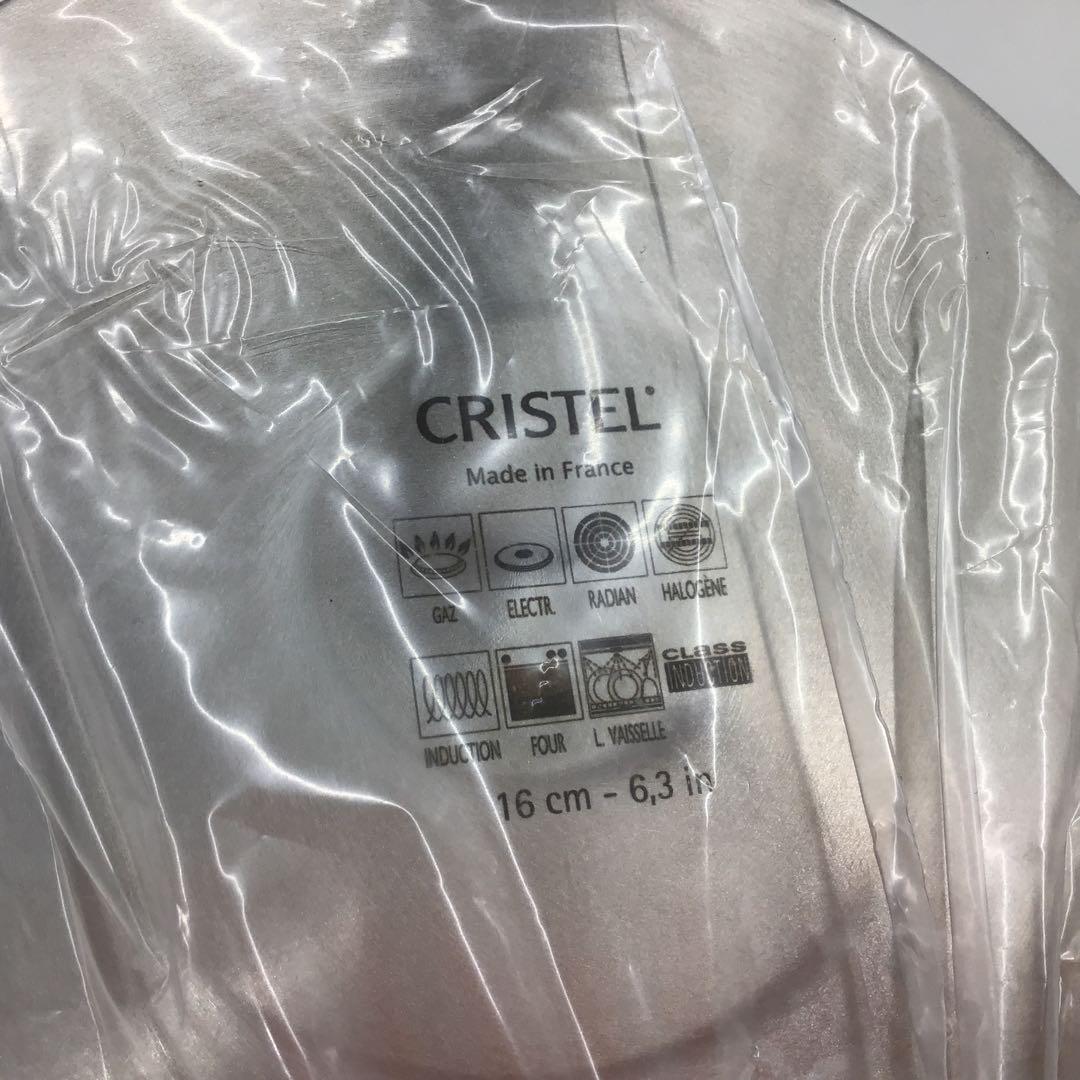 CRISTEL®
Made in France
GAZ ELECTR. RADIAN HALOGÈNE
CLASS
INDUCTION
INDUCTION FOUR L. VAISSELLE
16 cm - 6,3 in